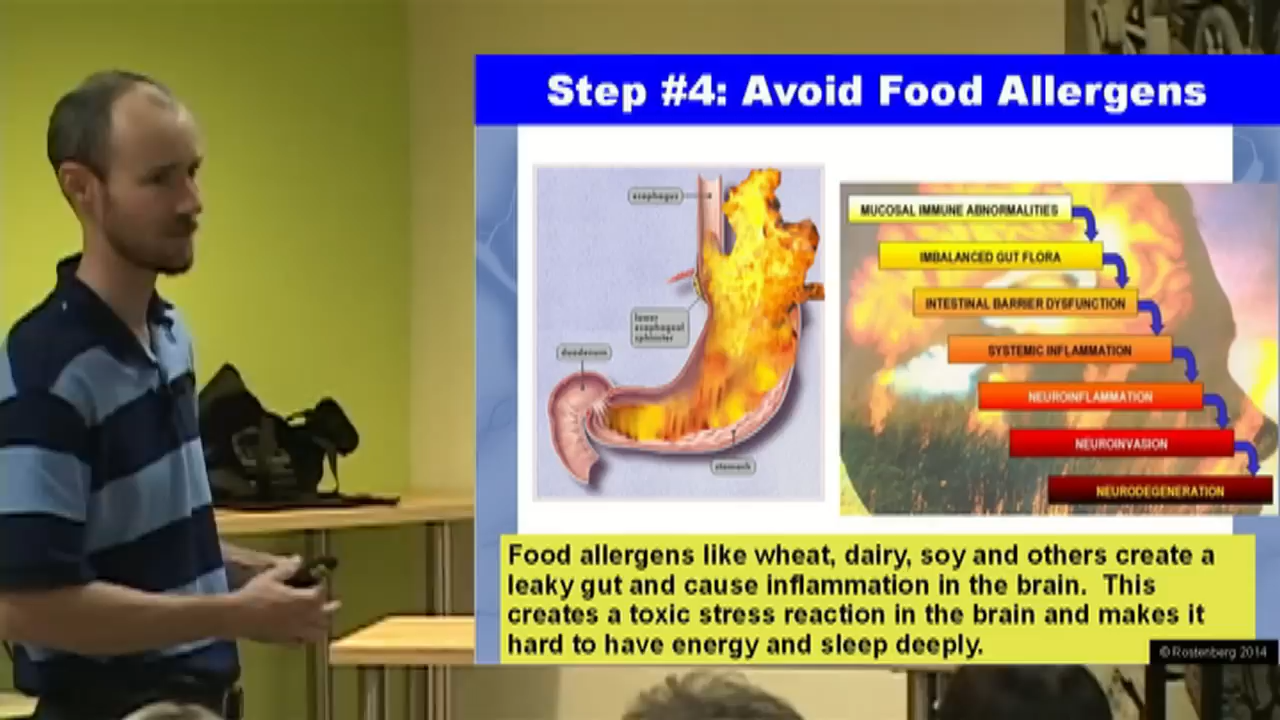 Step #4: Avoid Food Allergens
esophagus
lower
esophageal
sphincter
duodenum
stomach
MUCOSAL IMMUNE ABNORMALITIES
IMBALANCED GUT FLORA
INTESTINAL BARRIER DYSFUNCTION
SYSTEMIC INFLAMMATION
NEUROINFLAMMATION
NEUROINVASION
NEURODEGENERATION
Food allergens like wheat, dairy, soy and others create a
leaky gut and cause inflammation in the brain. This
creates a toxic stress reaction in the brain and makes it
hard to have energy and sleep deeply.
© Rostenberg 2014